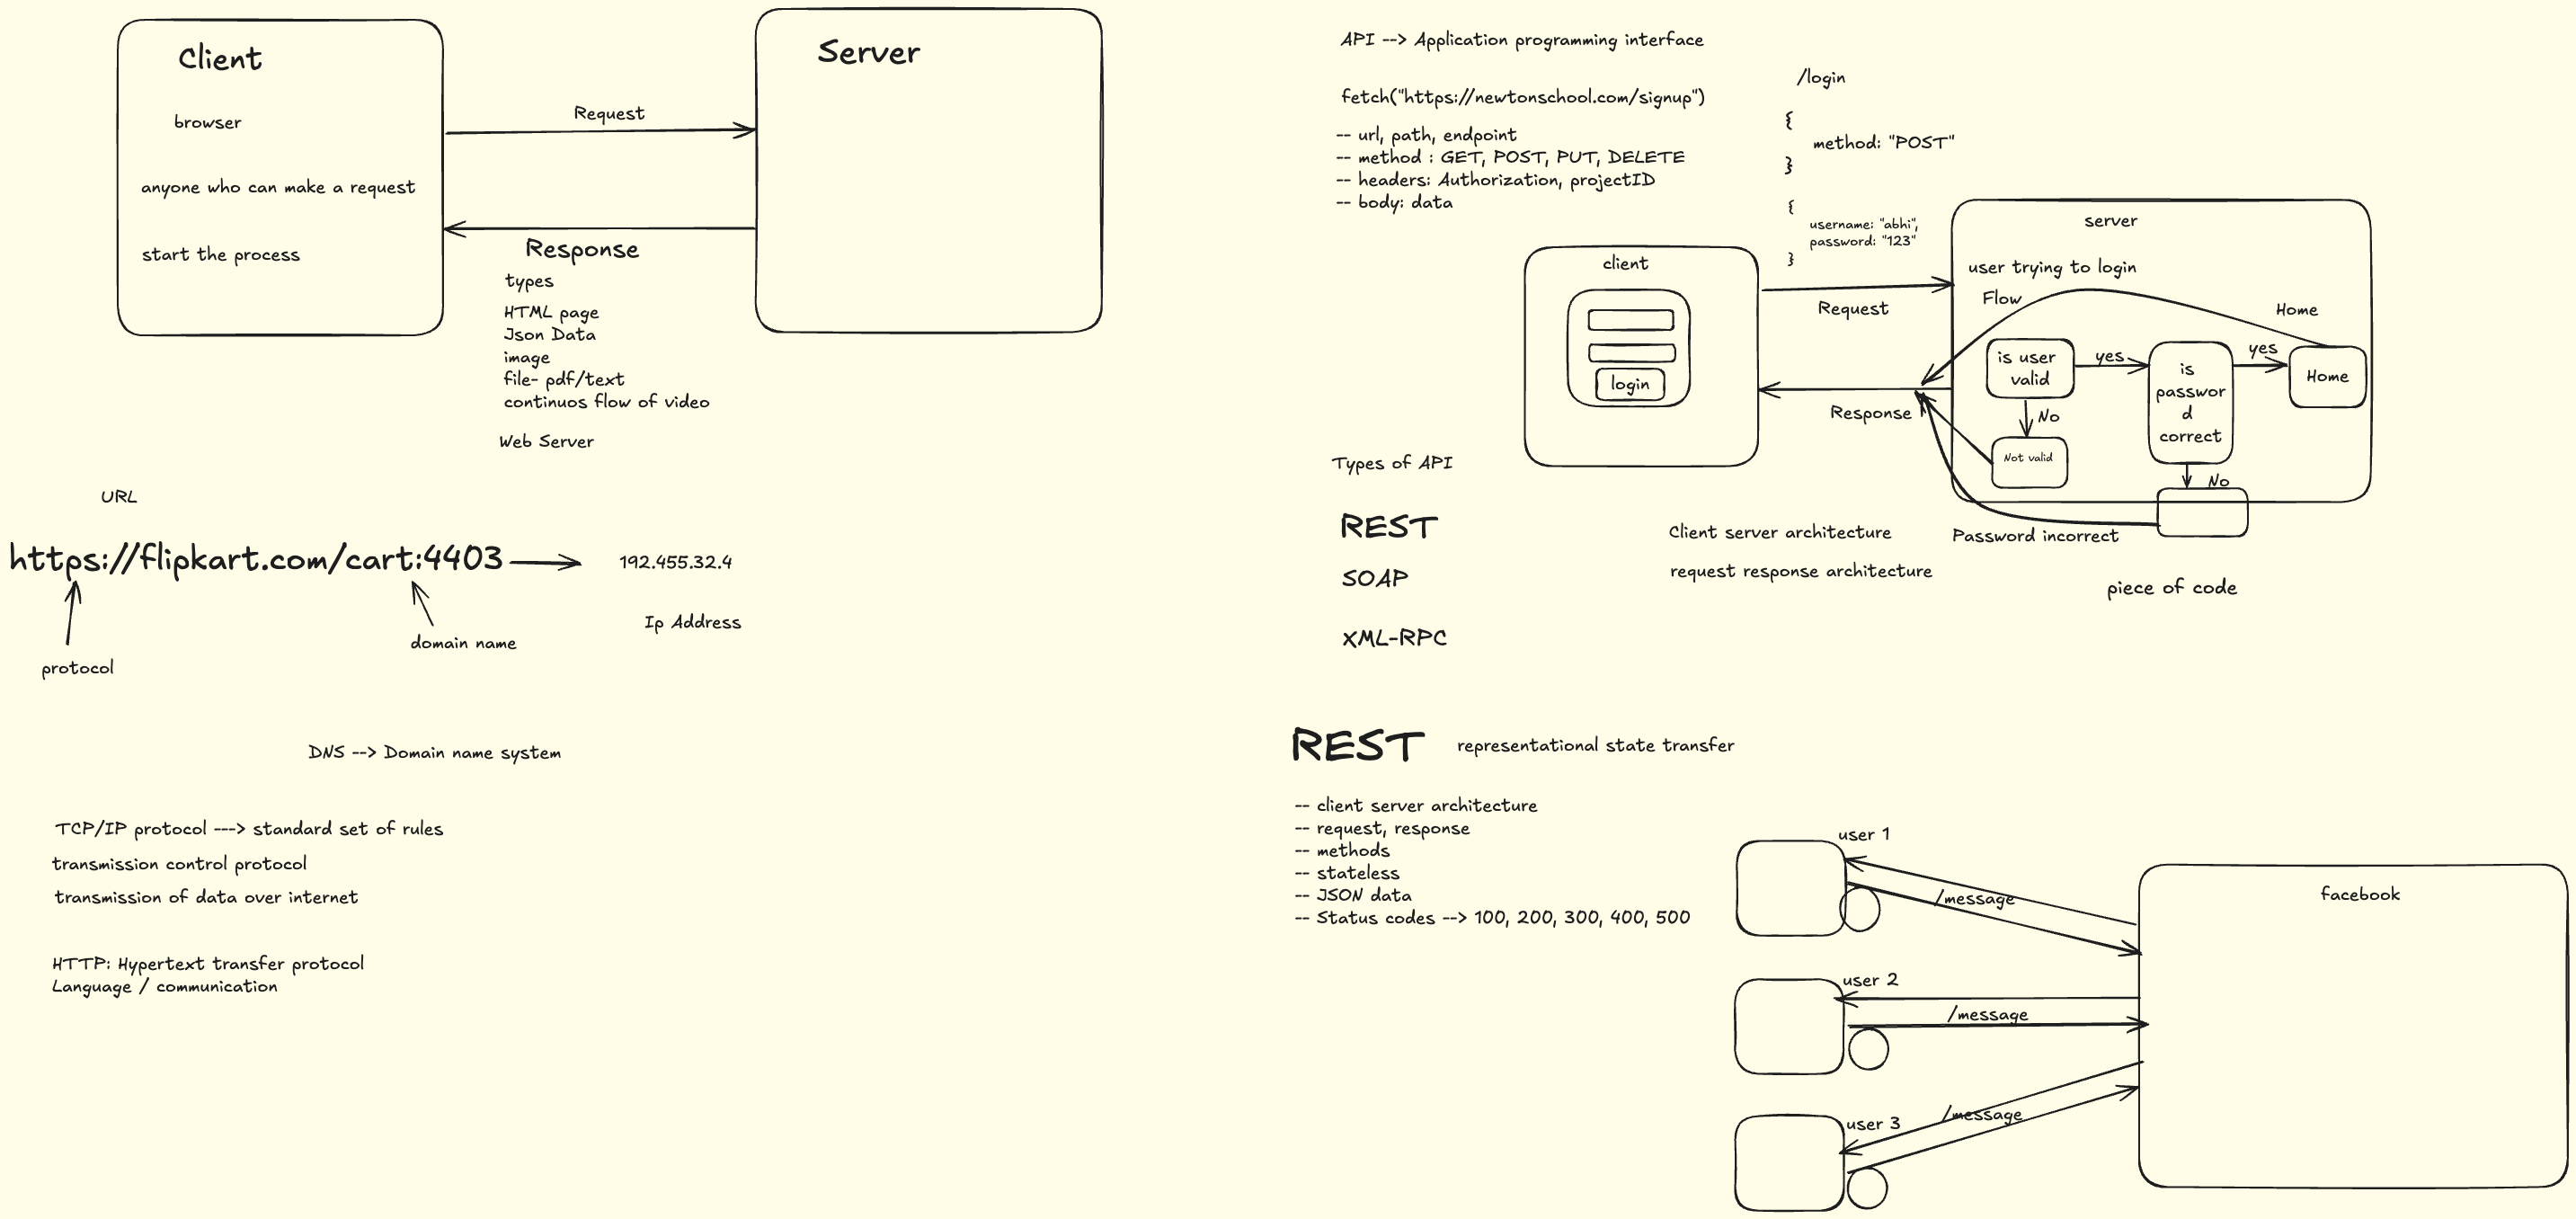 Client
browser
anyone who can make a request
start the process
Request
Response
types
HTML page
Json Data
image
file- pdf/text
continuos flow of video
Web Server
Server
URL
https://flipkart.com/cart:4403
192.455.32.4
Ip Address
domain name
protocol
DNS --> Domain name system
TCP/IP protocol ---> standard set of rules
transmission control protocol
transmission of data over internet
HTTP: Hypertext transfer protocol
Language / communication
API --> Application programming interface
fetch("https://newtonschool.com/signup")
-- url, path, endpoint
-- method : GET, POST, PUT, DELETE
-- headers: Authorization, projectID
-- body: data
/login
{
method: "POST"
}
{
username: "abhi",
password: "123"
}
client
login
Request
Response
server
user trying to login
Flow
Home
is user
valid
yes
is
passwor
d
correct
yes
Home
No
Not valid
No
Password incorrect
piece of code
Types of API
REST
SOAP
XML-RPC
Client server architecture
request response architecture
REST
representational state transfer
-- client server architecture
-- request, response
-- methods
-- stateless
-- JSON data
-- Status codes --> 100, 200, 300, 400, 500
user 1
/message
user 2
/message
user 3
/message
facebook